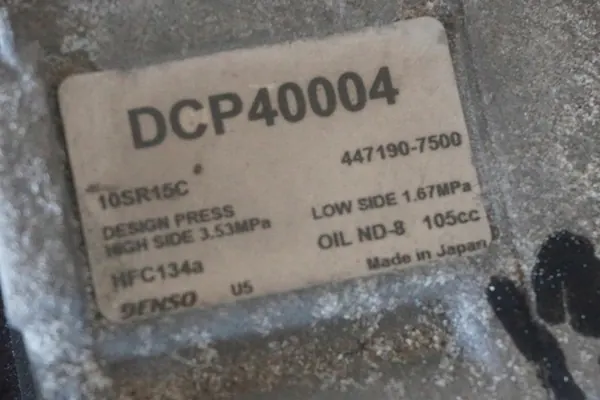 DCP40004
447190-7500
10SR15C
DESIGN PRESS
HIGH SIDE 3.53MPa LOW SIDE 1.67MPa
HFC134a OIL ND-8 105cc
DENSO U5 Made in Japan